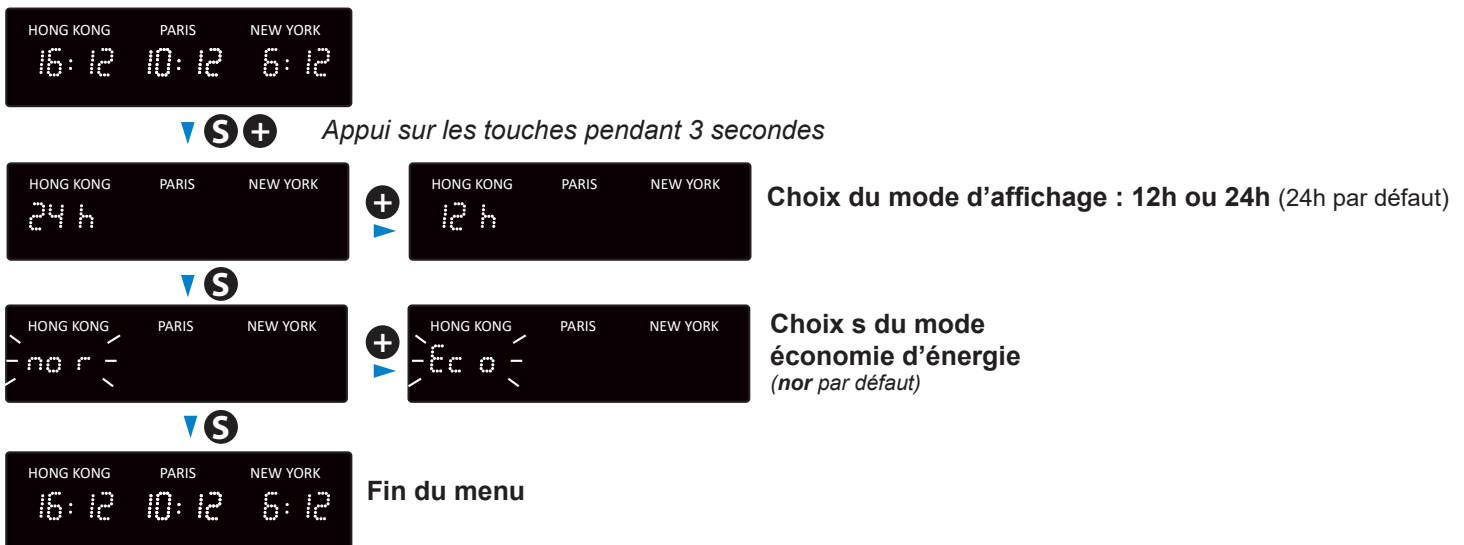 HONG KONG PARIS NEW YORK
16:12 10:12 6:12
S + Appui sur les touches pendant 3 secondes
HONG KONG PARIS NEW YORK
24 h
+
HONG KONG PARIS NEW YORK
12 h
Choix du mode d’affichage : 12h ou 24h (24h par défaut)
S
HONG KONG PARIS NEW YORK
nor
+
HONG KONG PARIS NEW YORK
Eco
Choix s du mode
économie d’énergie
(nor par défaut)
S
HONG KONG PARIS NEW YORK
16:12 10:12 6:12
Fin du menu